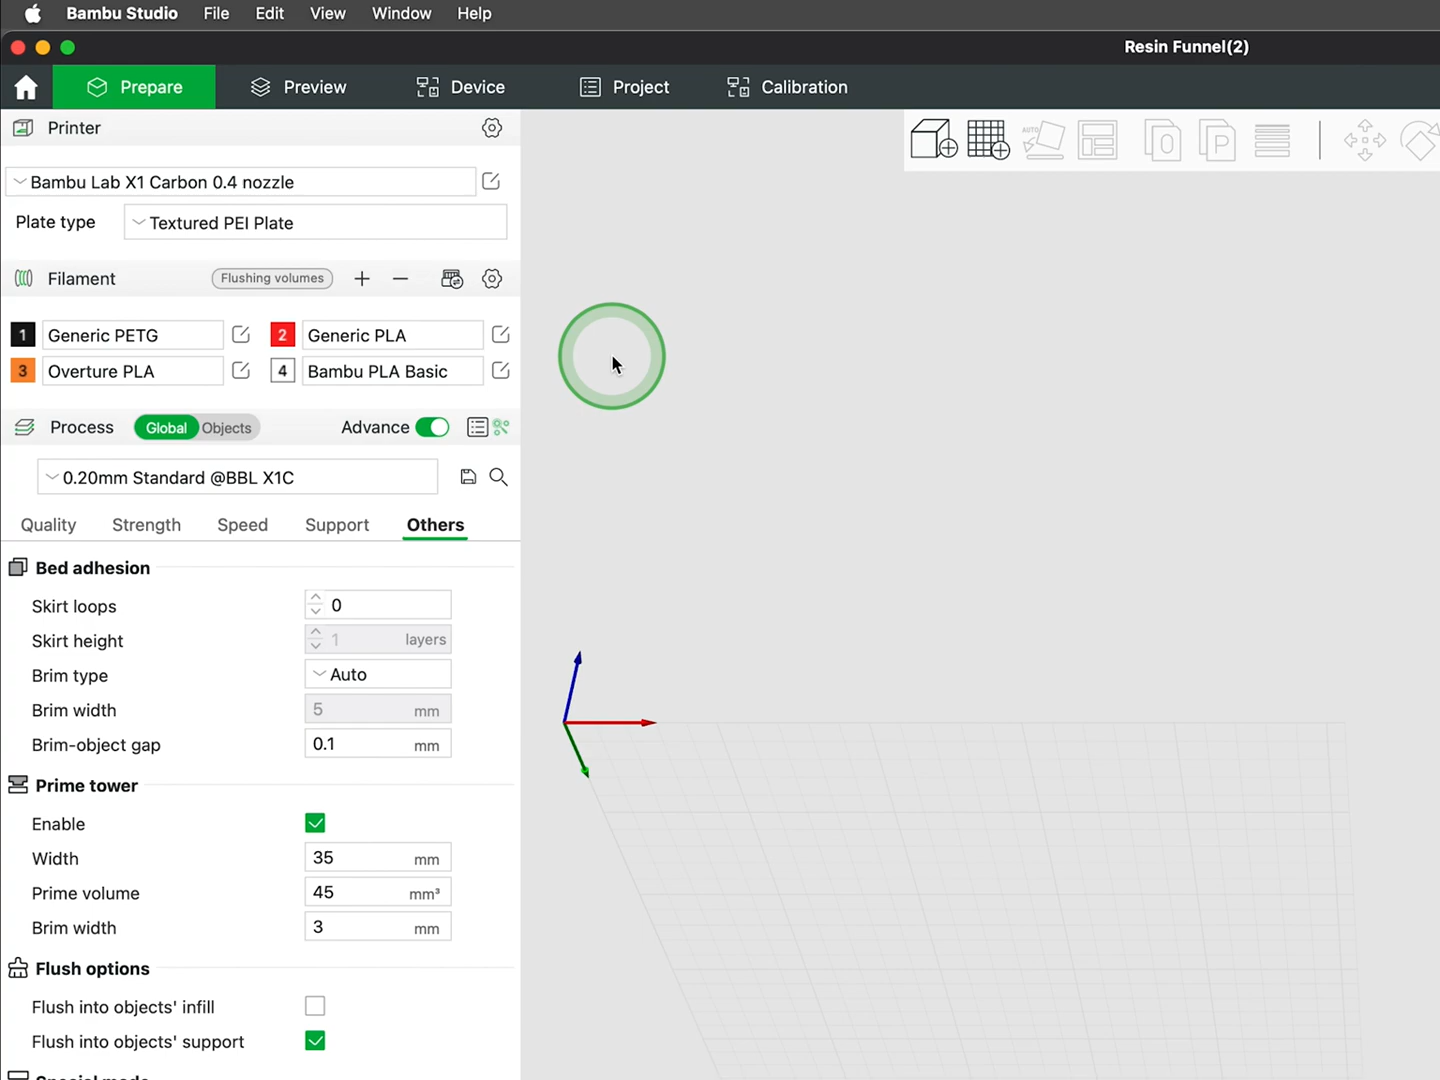 Bambu Studio File Edit View Window Help
Resin Funnel(2)
Prepare Preview Device Project Calibration
Printer
Bambu Lab X1 Carbon 0.4 nozzle
Plate type Textured PEI Plate
Filament Flushing volumes
1 Generic PETG 2 Generic PLA
3 Overture PLA 4 Bambu PLA Basic
Process Global Objects Advance
0.20mm Standard @BBL X1C
Quality Strength Speed Support Others
Bed adhesion
Skirt loops 0
Skirt height 1 layers
Brim type Auto
Brim width 5 mm
Brim-object gap 0.1 mm
Prime tower
Enable
Width 35 mm
Prime volume 45 mm³
Brim width 3 mm
Flush options
Flush into objects' infill
Flush into objects' support
Special mode
AUTO
0
P